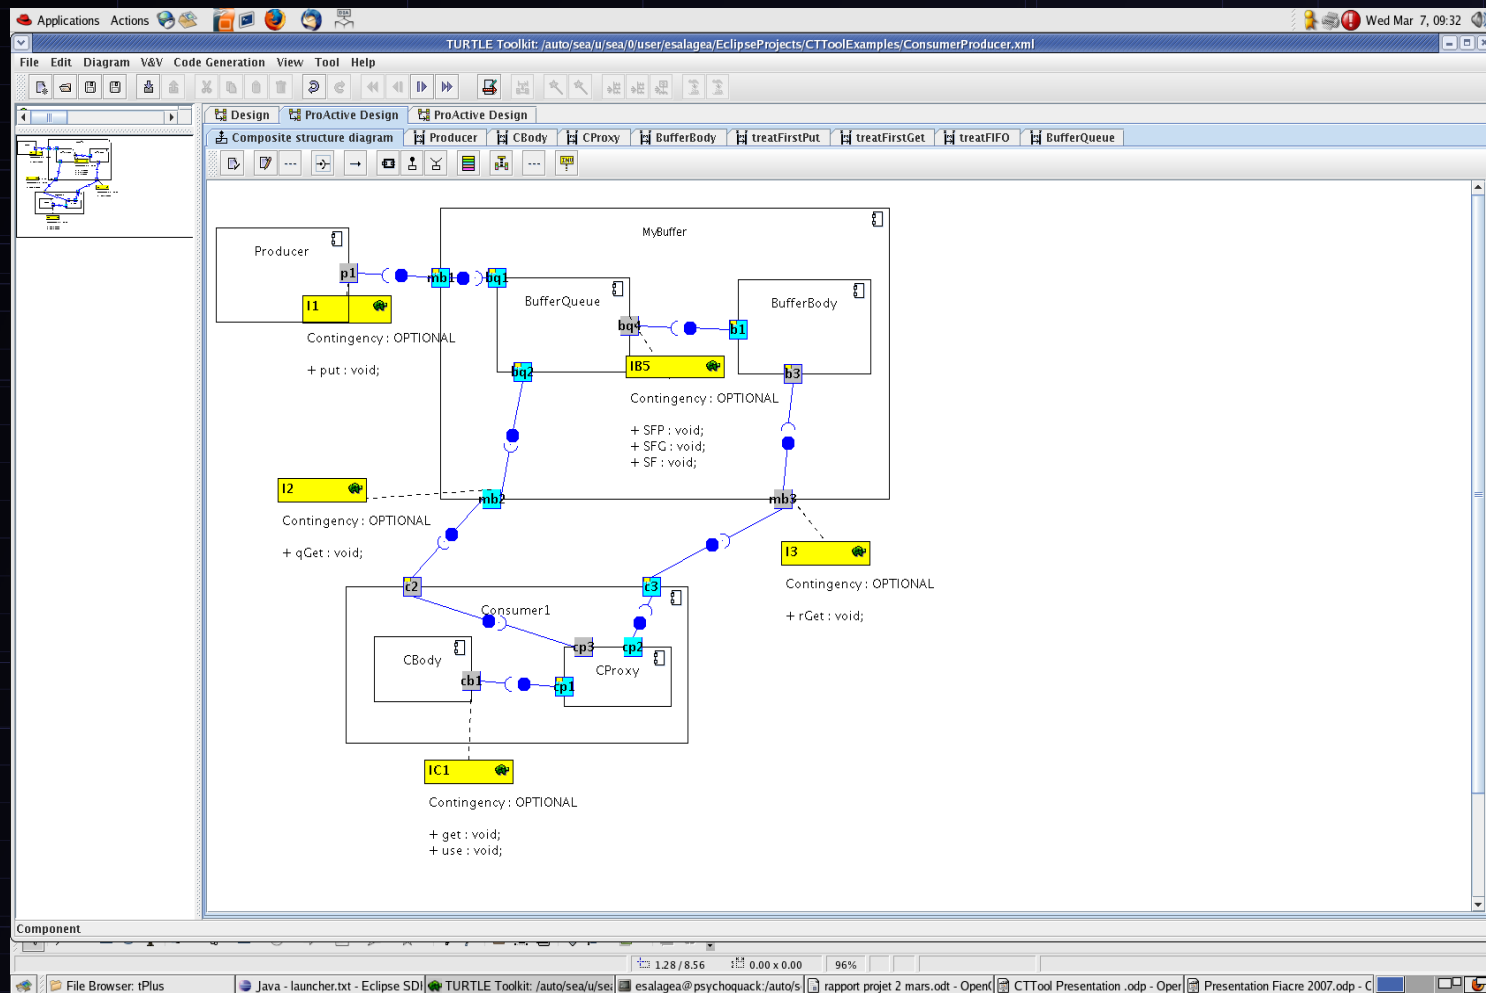 Applications Actions Wed Mar 7, 09:32
TURTLE Toolkit: /auto/sea/u/sea/0/user/esalagea/EclipseProjects/CTToolExamples/ConsumerProducer.xml
File Edit Diagram V&V Code Generation View Tool Help
Design ProActive Design ProActive Design
Composite structure diagram Producer CBody CProxy BufferBody treatFirstPut treatFirstGet treatFIFO BufferQueue
MyBuffer
Producer
p1 mb1 bq1
I1
BufferQueue
BufferBody
bq4 b1
Contingency : OPTIONAL
+ put : void;
IB5
bq2
b3
Contingency : OPTIONAL
+ SFP : void;
+ SFG : void;
+ SF : void;
I2
mb2
mb3
Contingency : OPTIONAL
+ qGet : void;
I3
Contingency : OPTIONAL
+ rGet : void;
c2
c3
Consumer1
cp3 cp2
CBody
CProxy
cb1
cp1
IC1
Contingency : OPTIONAL
+ get : void;
+ use : void;
Component
1.28 / 8.56 0.00 x 0.00 96%
File Browser: tPlus Java - launcher.txt - Eclipse SDI TURTLE Toolkit: /auto/sea/u/sea esalagea@psychoquack:/auto/s rapport projet 2 mars.odt - OpenO CTTool Presentation .odp - Oper Presentation Fiacre 2007.odp - C